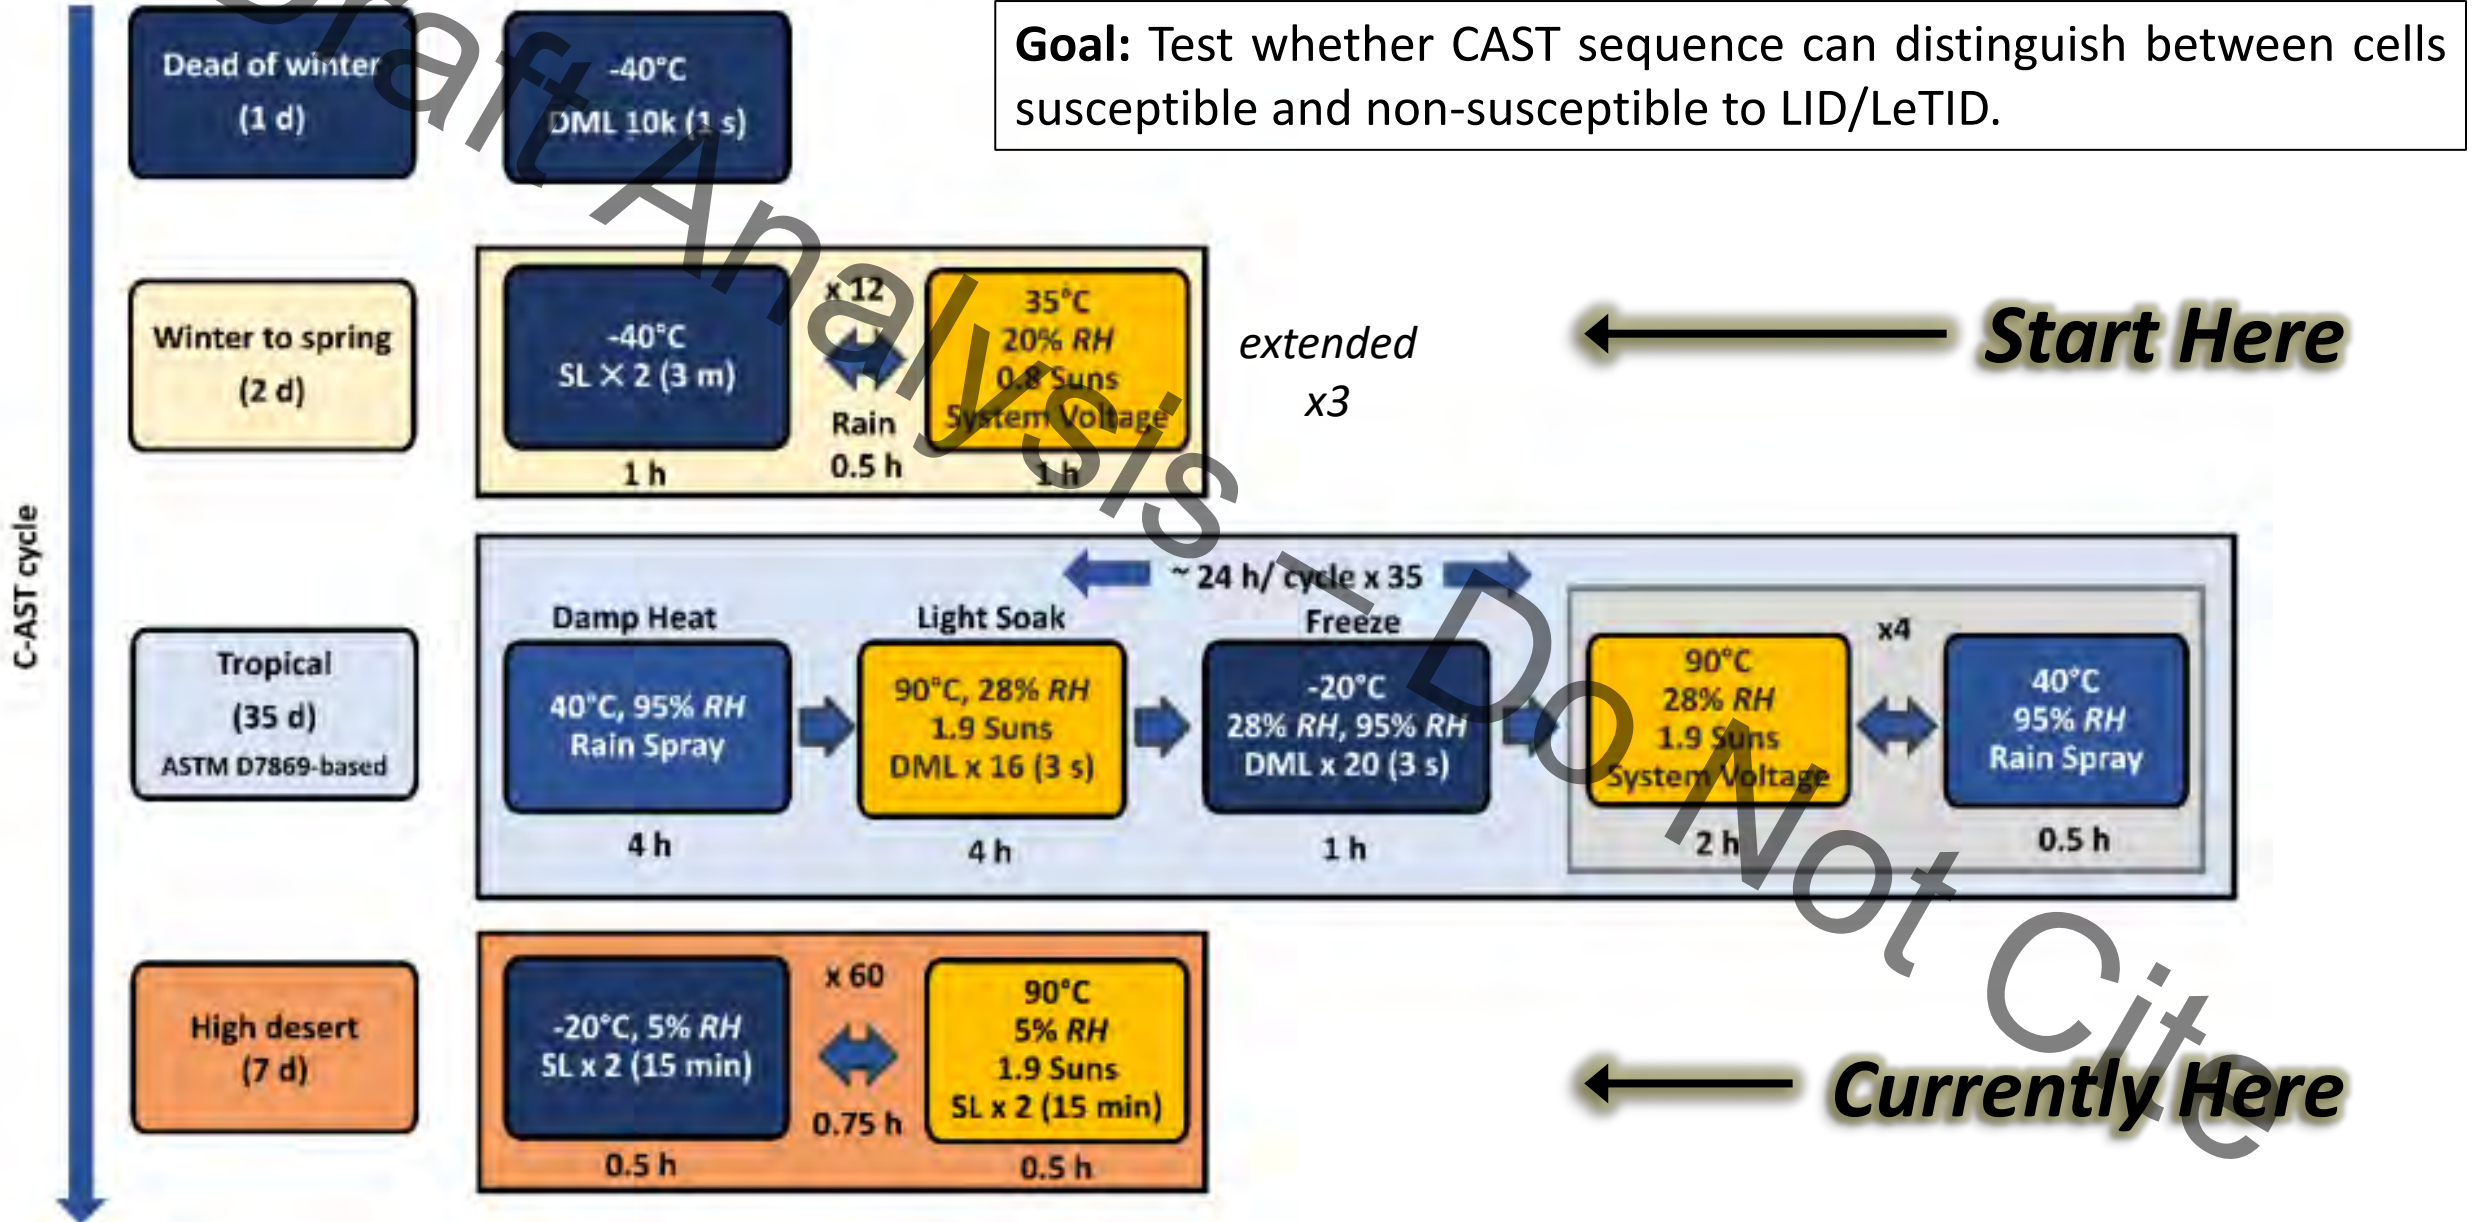 Goal: Test whether CAST sequence can distinguish between cells
susceptible and non-susceptible to LID/LeTID.
C-AST cycle
Dead of winter
(1 d)
-40°C
DML 10k (1 s)
Winter to spring
(2 d)
-40°C
SL × 2 (3 m)
1 h
x 12
Rain
0.5 h
35°C
20% RH
0.8 Suns
System Voltage
1 h
extended
x3
Start Here
Tropical
(35 d)
ASTM D7869-based
~ 24 h/ cycle x 35
Damp Heat
40°C, 95% RH
Rain Spray
4 h
Light Soak
90°C, 28% RH
1.9 Suns
DML x 16 (3 s)
4 h
Freeze
-20°C
28% RH, 95% RH
DML x 20 (3 s)
1 h
90°C
28% RH
1.9 Suns
System Voltage
2 h
x4
40°C
95% RH
Rain Spray
0.5 h
High desert
(7 d)
-20°C, 5% RH
SL x 2 (15 min)
0.5 h
x 60
0.75 h
90°C
5% RH
1.9 Suns
SL x 2 (15 min)
0.5 h
Currently Here
Draft Analysis - Do Not Cite